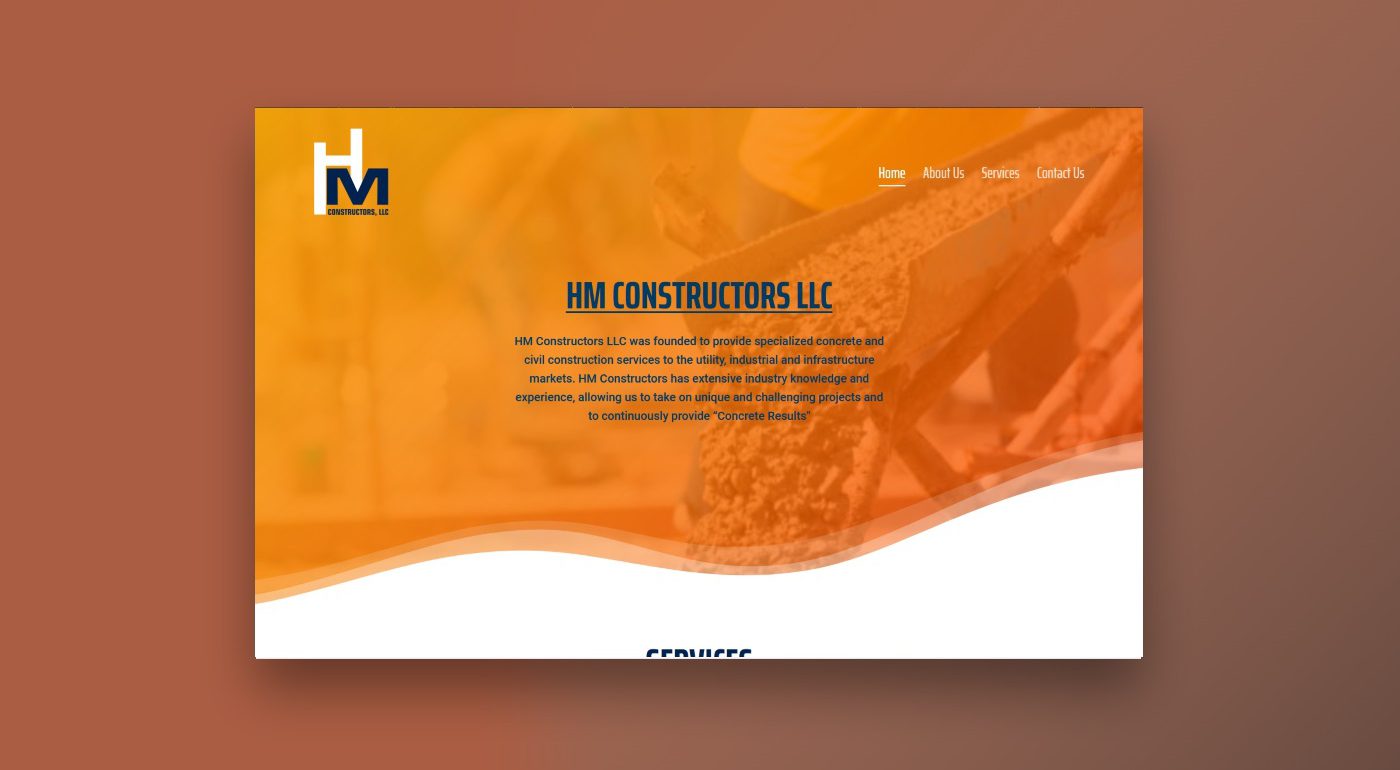 HM
CONSTRUCTORS, LLC
Home About Us Services Contact Us
HM CONSTRUCTORS LLC
HM Constructors LLC was founded to provide specialized concrete and
civil construction services to the utility, industrial and infrastructure
markets. HM Constructors has extensive industry knowledge and
experience, allowing us to take on unique and challenging projects and
to continuously provide “Concrete Results”
SERVICES